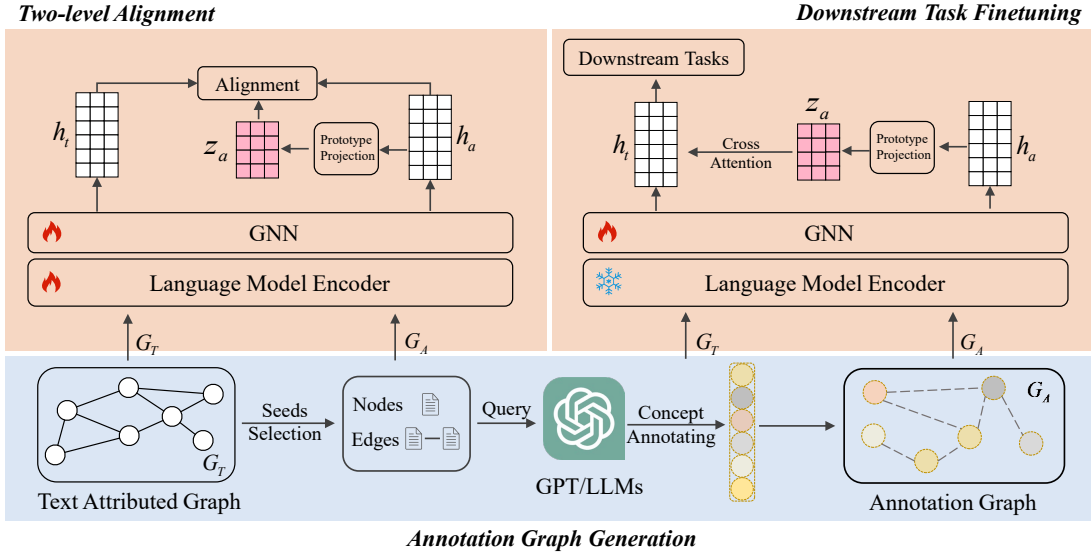 Two-level Alignment
Downstream Task Finetuning
Alignment
h_t
z_a
Prototype
Projection
h_a
GNN
Language Model Encoder
G_T
G_A
Downstream Tasks
h_t
Cross
Attention
z_a
Prototype
Projection
h_a
GNN
Language Model Encoder
G_T
G_A
G_T
Text Attributed Graph
Seeds
Selection
Nodes
Edges
Query
GPT/LLMs
Concept
Annotating
G_A
Annotation Graph
Annotation Graph Generation